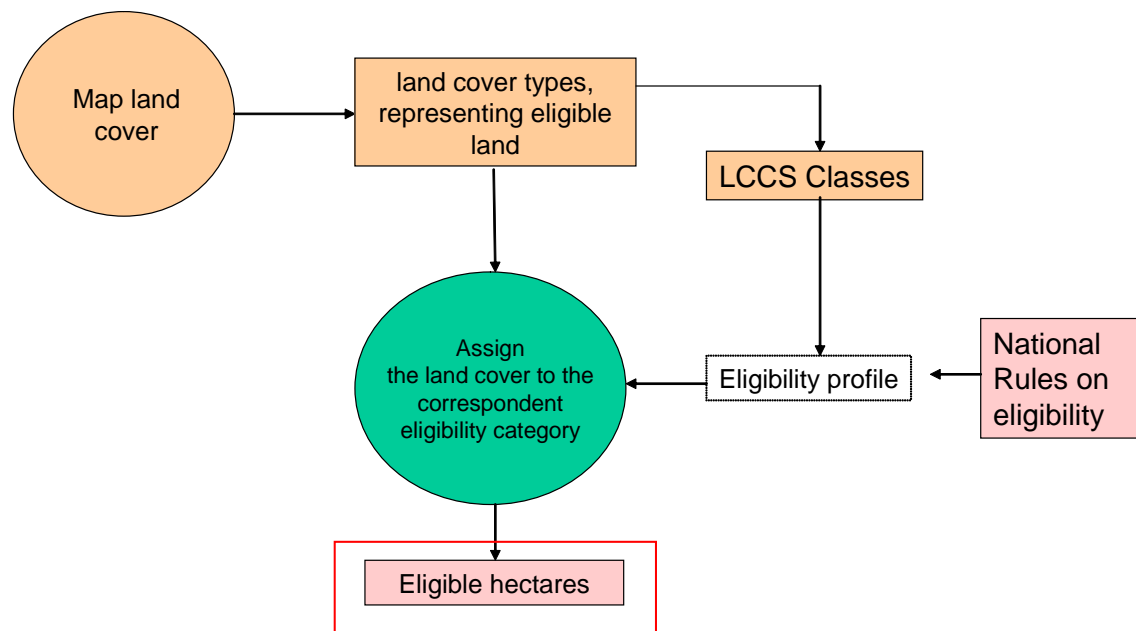 Map land
cover
land cover types,
representing eligible
land
LCCS Classes
Assign
the land cover to the
correspondent
eligibility category
Eligibility profile
National
Rules on
eligibility
Eligible hectares